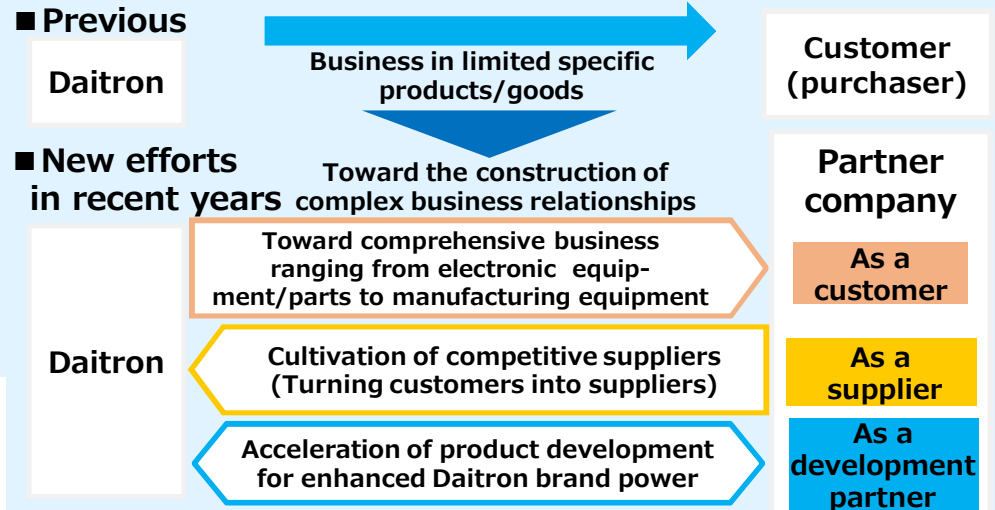 ■ Previous
Daitron
Business in limited specific
products/goods
Customer
(purchaser)
■ New efforts
in recent years
Toward the construction of
complex business relationships
Partner
company
Daitron
Toward comprehensive business
ranging from electronic equip-
ment/parts to manufacturing equipment
As a
customer
Cultivation of competitive suppliers
(Turning customers into suppliers)
As a
supplier
Acceleration of product development
for enhanced Daitron brand power
As a
development
partner